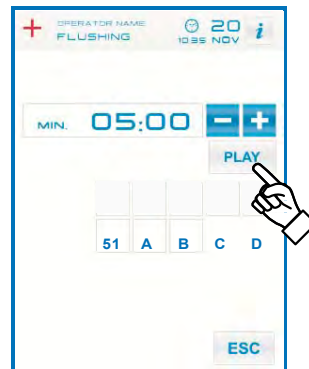 OPERATOR NAME
FLUSHING
10:35 20 NOV i
MIN. 05:00 - +
PLAY
51 A B C D
ESC